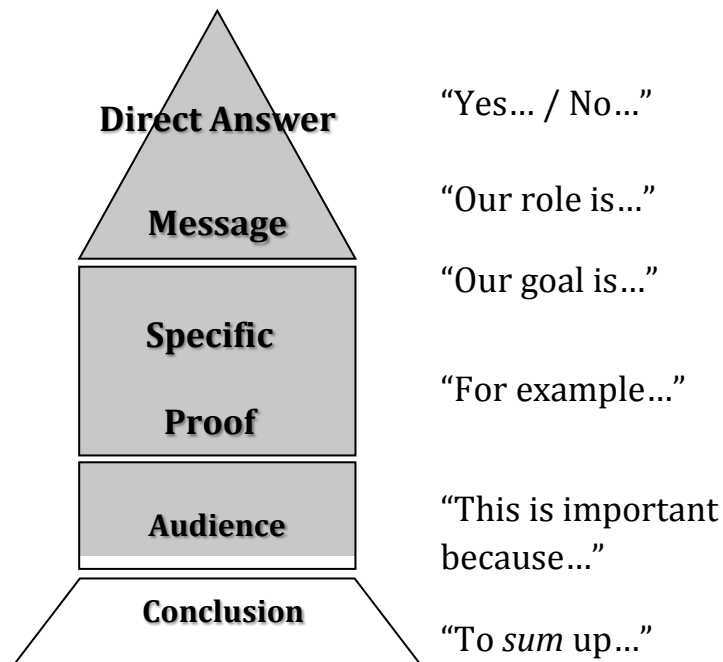 Direct Answer
“Yes… / No…”
Message
“Our role is…”
“Our goal is…”
Specific
Proof
“For example…”
Audience
“This is important
because…”
Conclusion
“To sum up…”